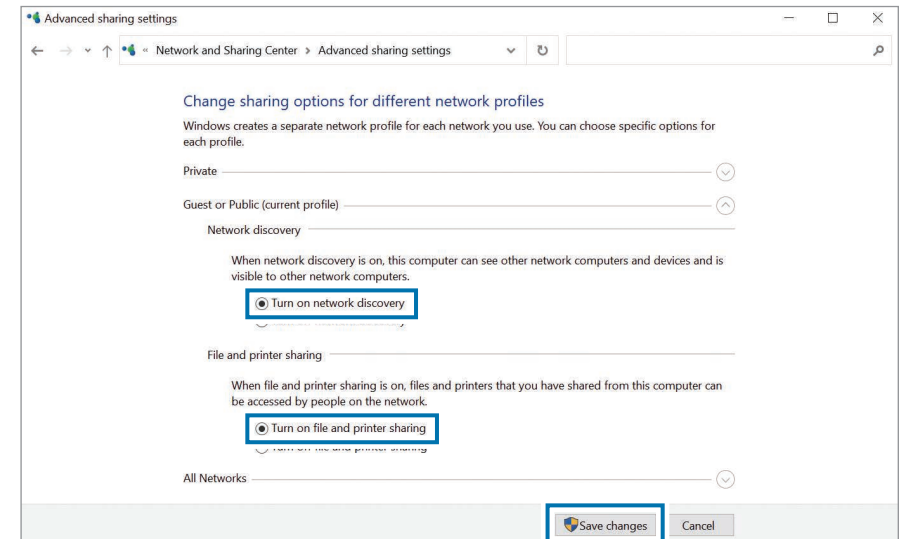 Advanced sharing settings
« Network and Sharing Center > Advanced sharing settings
Change sharing options for different network profiles
Windows creates a separate network profile for each network you use. You can choose specific options for
each profile.
Private
Guest or Public (current profile)
Network discovery
When network discovery is on, this computer can see other network computers and devices and is
visible to other network computers.
Turn on network discovery
File and printer sharing
When file and printer sharing is on, files and printers that you have shared from this computer can
be accessed by people on the network.
Turn on file and printer sharing
All Networks
Save changes Cancel